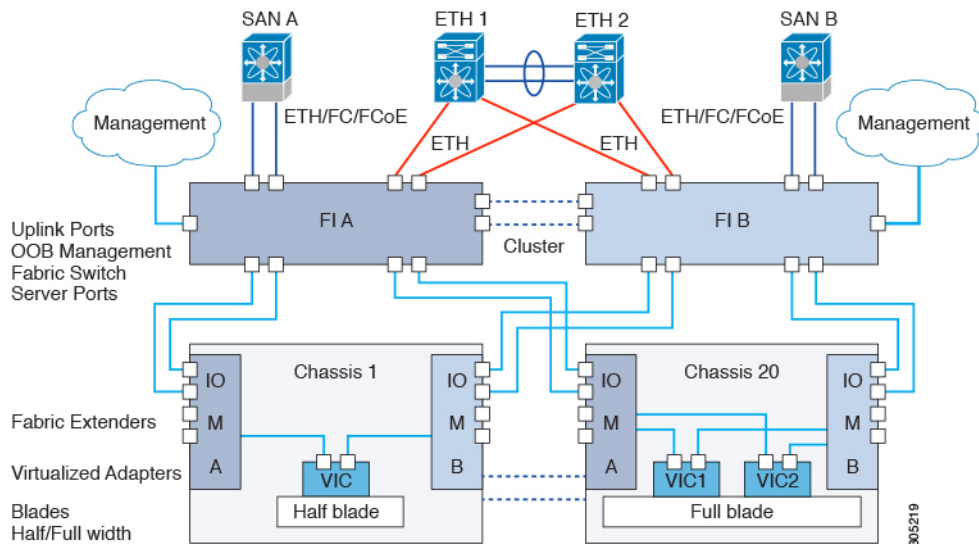 SAN A
ETH 1
ETH 2
SAN B
Management
ETH/FC/FCoE
ETH
ETH
ETH/FC/FCoE
Management
FI A
FI B
Cluster
Uplink Ports
OOB Management
Fabric Switch
Server Ports
Chassis 1
Chassis 20
IO
M
A
IO
M
B
IO
M
A
IO
M
B
Fabric Extenders
Virtualized Adapters
VIC
VIC1
VIC2
Blades
Half/Full width
Half blade
Full blade
305219